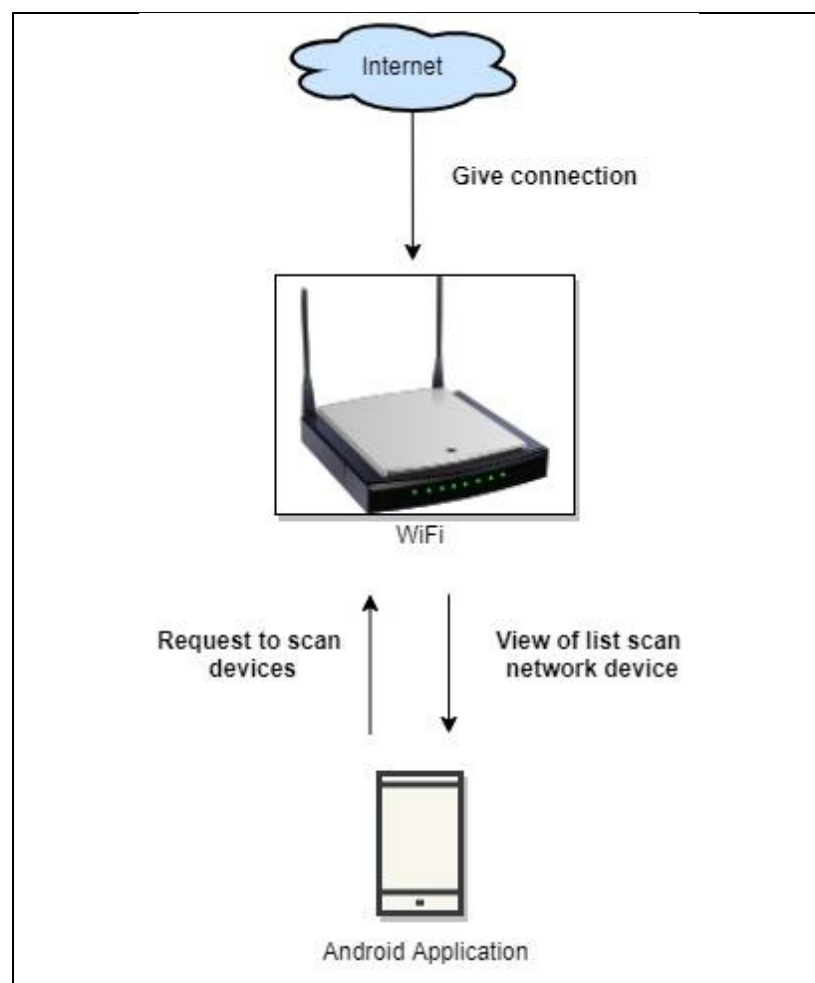 Internet
Give connection
WiFi
Request to scan
devices
View of list scan
network device
Android Application